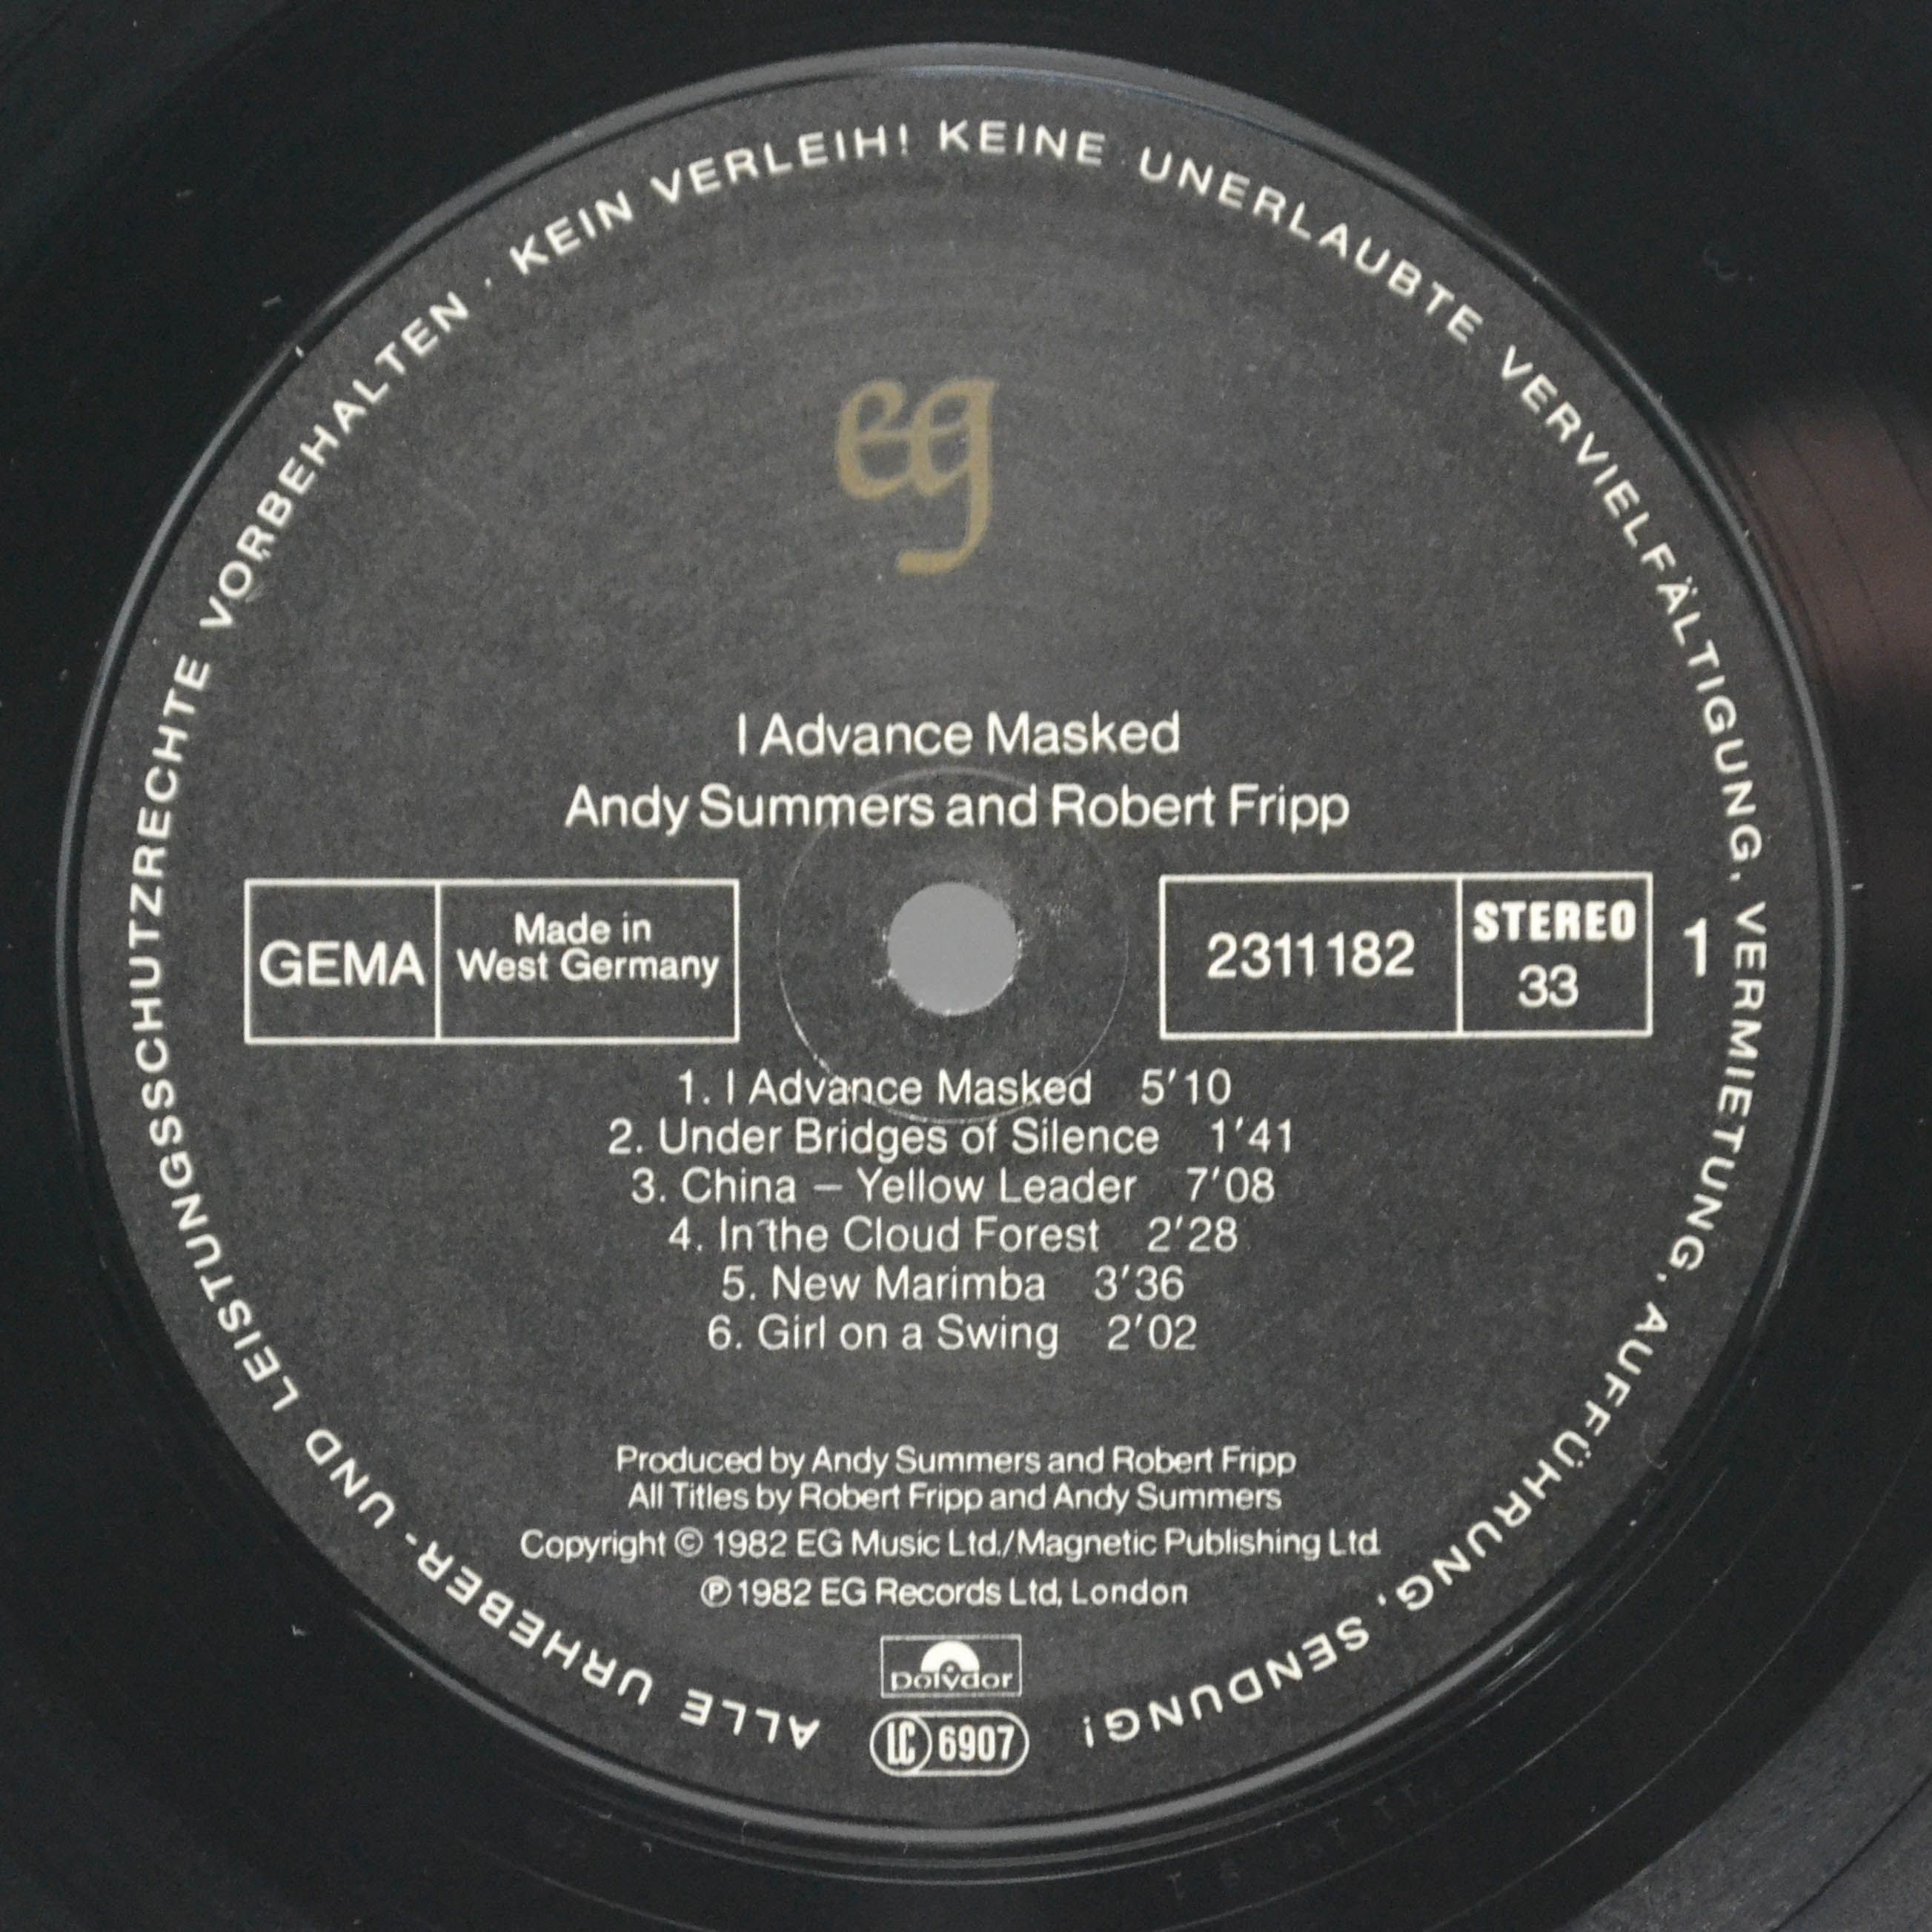 ALLE URHEBER- UND LEISTUNGSSCHUTZRECHTE VORBEHALTEN · KEIN VERLEIH! KEINE UNERLAUBTE VERVIELFÄLTIGUNG, VERMIETUNG, AUFFÜHRUNG, SENDUNG!
eg
I Advance Masked
Andy Summers and Robert Fripp
GEMA
Made in
West Germany
2311 182
STEREO
33
1
1. I Advance Masked 5'10
2. Under Bridges of Silence 1'41
3. China – Yellow Leader 7'08
4. In the Cloud Forest 2'28
5. New Marimba 3'36
6. Girl on a Swing 2'02
Produced by Andy Summers and Robert Fripp
All Titles by Robert Fripp and Andy Summers
Copyright © 1982 EG Music Ltd./Magnetic Publishing Ltd.
℗ 1982 EG Records Ltd, London
polydor
LC 6907